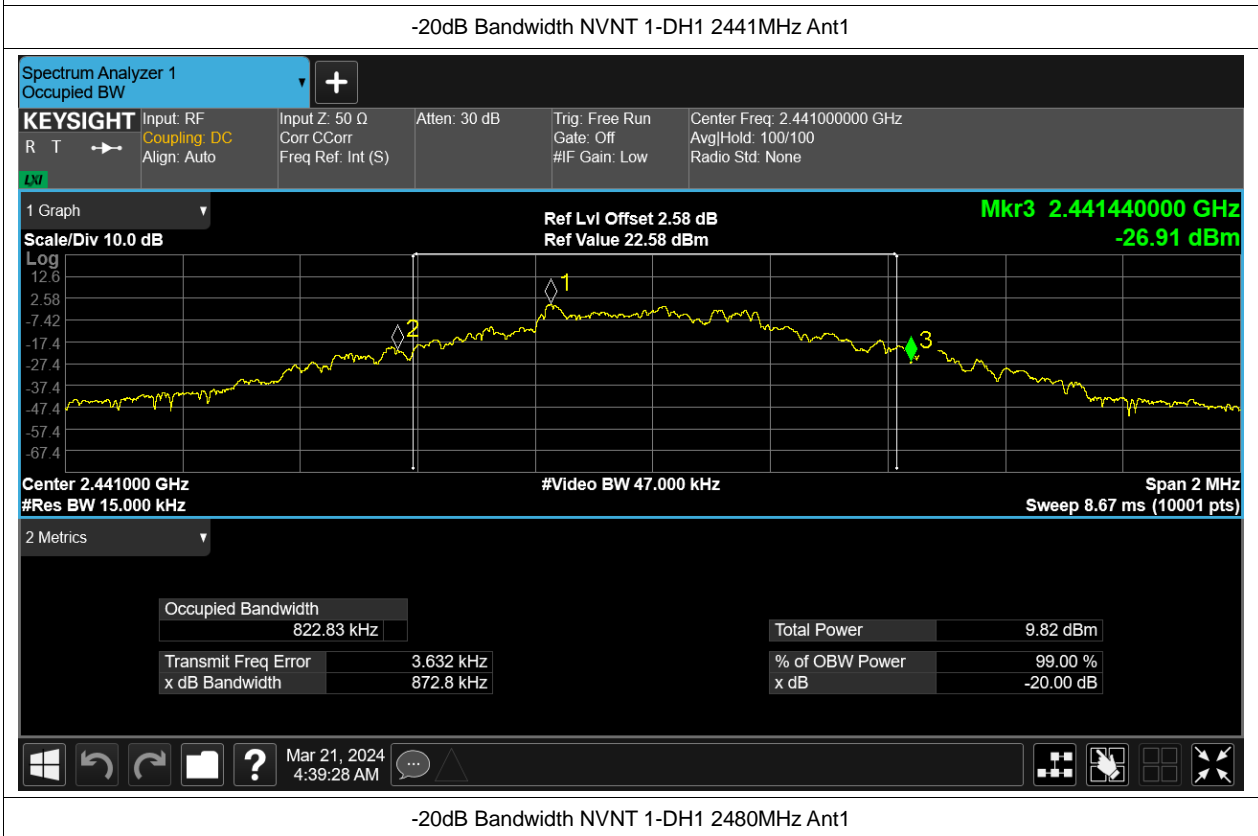 -20dB Bandwidth NVNT 1-DH1 2441MHz Ant1
Spectrum Analyzer 1
Occupied BW
KEYSIGHT
R T
LXI
Input: RF
Coupling: DC
Align: Auto
Input Z: 50 Ω
Corr CCorr
Freq Ref: Int (S)
Atten: 30 dB
Trig: Free Run
Gate: Off
#IF Gain: Low
Center Freq: 2.441000000 GHz
Avg|Hold: 100/100
Radio Std: None
1 Graph
Scale/Div 10.0 dB
Ref Lvl Offset 2.58 dB
Ref Value 22.58 dBm
Mkr3 2.441440000 GHz
-26.91 dBm
Log
12.6
2.58
-7.42
-17.4
-27.4
-37.4
-47.4
-57.4
-67.4
1
2
3
Center 2.441000 GHz
#Video BW 47.000 kHz
Span 2 MHz
#Res BW 15.000 kHz
Sweep 8.67 ms (10001 pts)
2 Metrics
Occupied Bandwidth
822.83 kHz
Total Power 9.82 dBm
Transmit Freq Error 3.632 kHz
% of OBW Power 99.00 %
x dB Bandwidth 872.8 kHz
x dB -20.00 dB
?
Mar 21, 2024
4:39:28 AM
-20dB Bandwidth NVNT 1-DH1 2480MHz Ant1